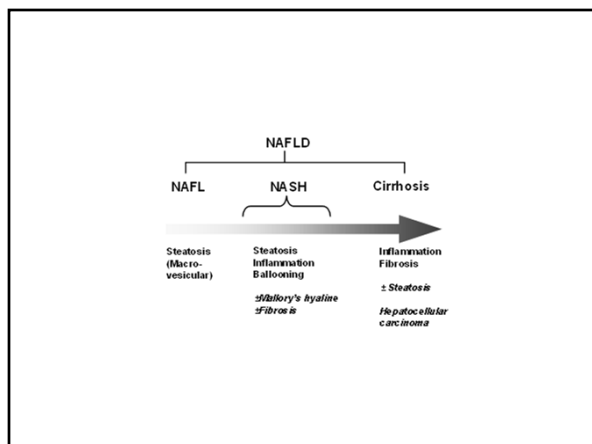 NAFLD
NAFL NASH Cirrhosis
Steatosis
(Macro-
vesicular)
Steatosis
Inflammation
Ballooning
±Mallory's hyaline
±Fibrosis
Inflammation
Fibrosis
± Steatosis
Hepatocellular
carcinoma